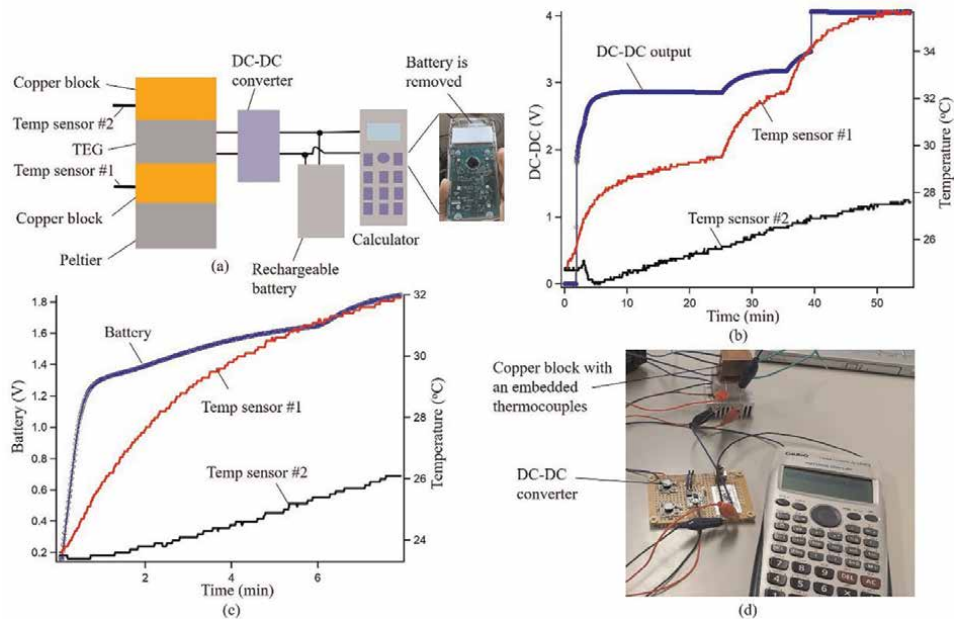 (a)
Copper block
Temp sensor #2
TEG
Temp sensor #1
Copper block
Peltier
DC-DC
converter
Rechargeable
battery
Calculator
Battery is
removed
4
3
2
1
0
DC-DC (V)
DC-DC output
Temp sensor #1
Temp sensor #2
34
32
30
28
26
Temperature (°C)
0 10 20 30 40 50
Time (min)
(b)
1.8
1.6
1.4
1.2
1.0
0.8
0.6
0.4
0.2
Battery (V)
Battery
Temp sensor #1
Temp sensor #2
32
30
28
26
24
Temperature (°C)
2 4 6
Time (min)
(c)
Copper block with
an embedded
thermocouples
DC-DC
converter
CASIO
7 8 9 DEL AC
(d)